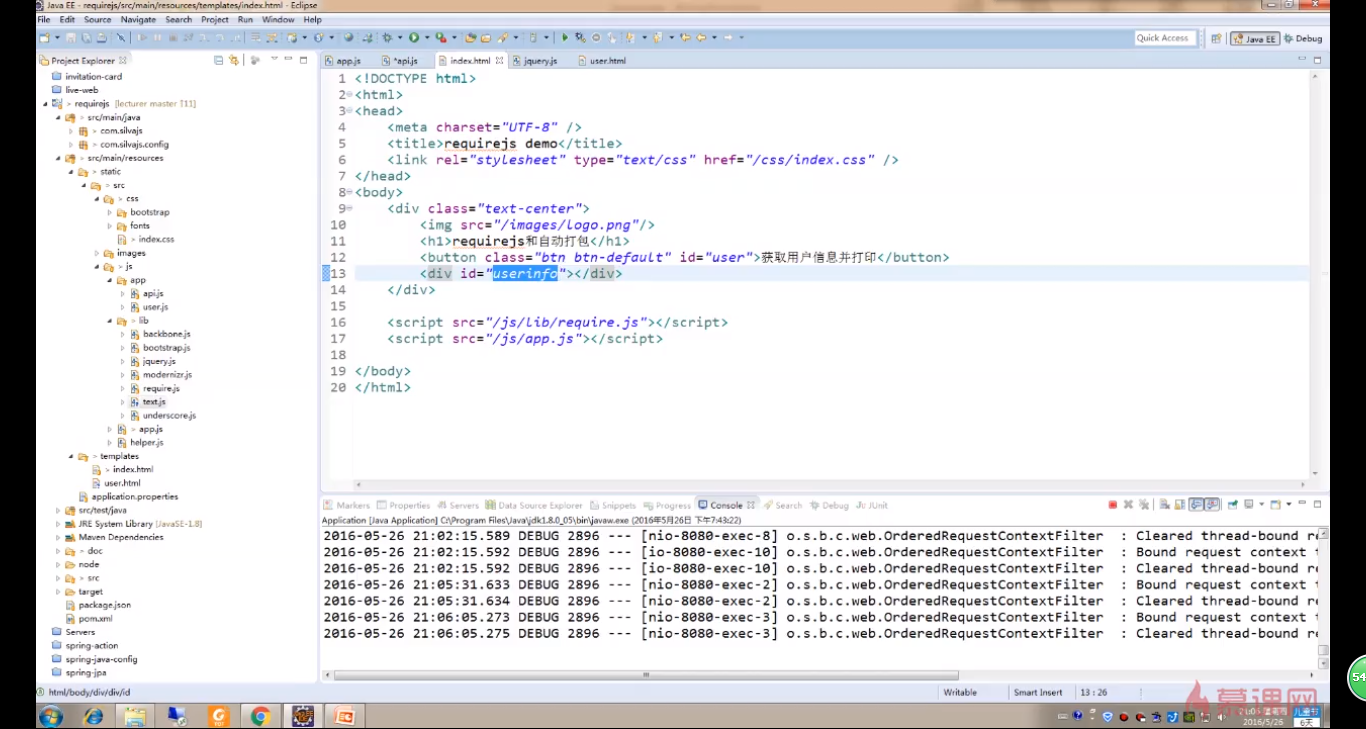 Java EE - requirejs/src/main/resources/templates/index.html - Eclipse
File Edit Source Navigate Search Project Run Window Help
Quick Access Java EE Debug
Project Explorer
invitation-card
live-web
> requirejs [lecturer master ↑11]
> src/main/java
> com.silvajs
> com.silvajs.config
> src/main/resources
> static
> src
> css
bootstrap
fonts
> index.css
images
> js
app
api.js
user.js
> lib
backbone.js
bootstrap.js
jquery.js
modernizr.js
require.js
text.js
underscore.js
> app.js
helper.js
> templates
> index.html
user.html
application.properties
src/test/java
JRE System Library [JavaSE-1.8]
Maven Dependencies
> doc
node
> src
target
package.json
pom.xml
Servers
spring-action
spring-java-config
spring-jpa
app.js *api.js index.html jquery.js user.html
1 <!DOCTYPE html>
2 <html>
3 <head>
4 <meta charset="UTF-8" />
5 <title>requirejs demo</title>
6 <link rel="stylesheet" type="text/css" href="/css/index.css" />
7 </head>
8 <body>
9 <div class="text-center">
10 <img src="/images/logo.png"/>
11 <h1>requirejs和自动打包</h1>
12 <button class="btn btn-default" id="user">获取用户信息并打印</button>
13 <div id="userinfo"></div>
14 </div>
15
16 <script src="/js/lib/require.js"></script>
17 <script src="/js/app.js"></script>
18
19 </body>
20 </html>
Markers Properties Servers Data Source Explorer Snippets Progress Console Search Debug JUnit
Application [Java Application] C:\Program Files\Java\jdk1.8.0_05\bin\javaw.exe (2016年5月26日 下午7:43:22)
2016-05-26 21:02:15.589 DEBUG 2896 --- [nio-8080-exec-8] o.s.b.c.web.OrderedRequestContextFilter : Cleared thread-bound r
2016-05-26 21:02:15.592 DEBUG 2896 --- [io-8080-exec-10] o.s.b.c.web.OrderedRequestContextFilter : Bound request context
2016-05-26 21:02:15.592 DEBUG 2896 --- [io-8080-exec-10] o.s.b.c.web.OrderedRequestContextFilter : Cleared thread-bound r
2016-05-26 21:05:31.633 DEBUG 2896 --- [nio-8080-exec-2] o.s.b.c.web.OrderedRequestContextFilter : Bound request context
2016-05-26 21:05:31.634 DEBUG 2896 --- [nio-8080-exec-2] o.s.b.c.web.OrderedRequestContextFilter : Cleared thread-bound r
2016-05-26 21:06:05.273 DEBUG 2896 --- [nio-8080-exec-3] o.s.b.c.web.OrderedRequestContextFilter : Bound request context
2016-05-26 21:06:05.275 DEBUG 2896 --- [nio-8080-exec-3] o.s.b.c.web.OrderedRequestContextFilter : Cleared thread-bound r
html/body/div/div/id Writable Smart Insert 13 : 26
慕课网
54
2016/5/26
儿童节
6天